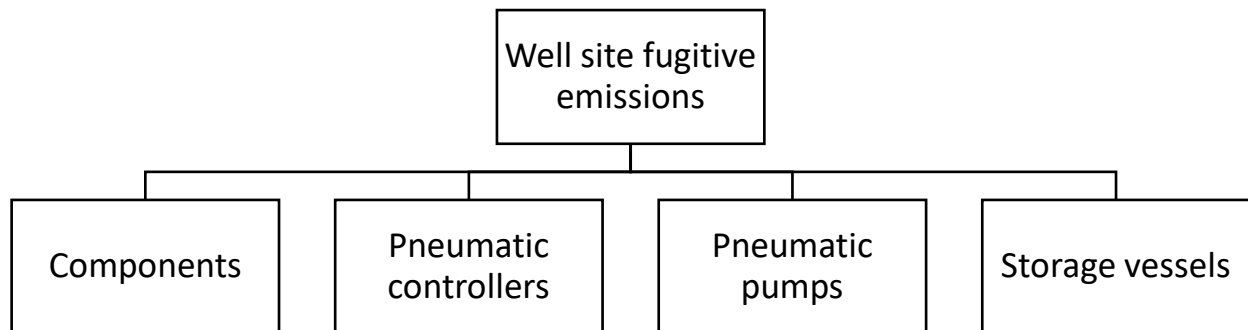 Well site fugitive
emissions
Components
Pneumatic
controllers
Pneumatic
pumps
Storage vessels